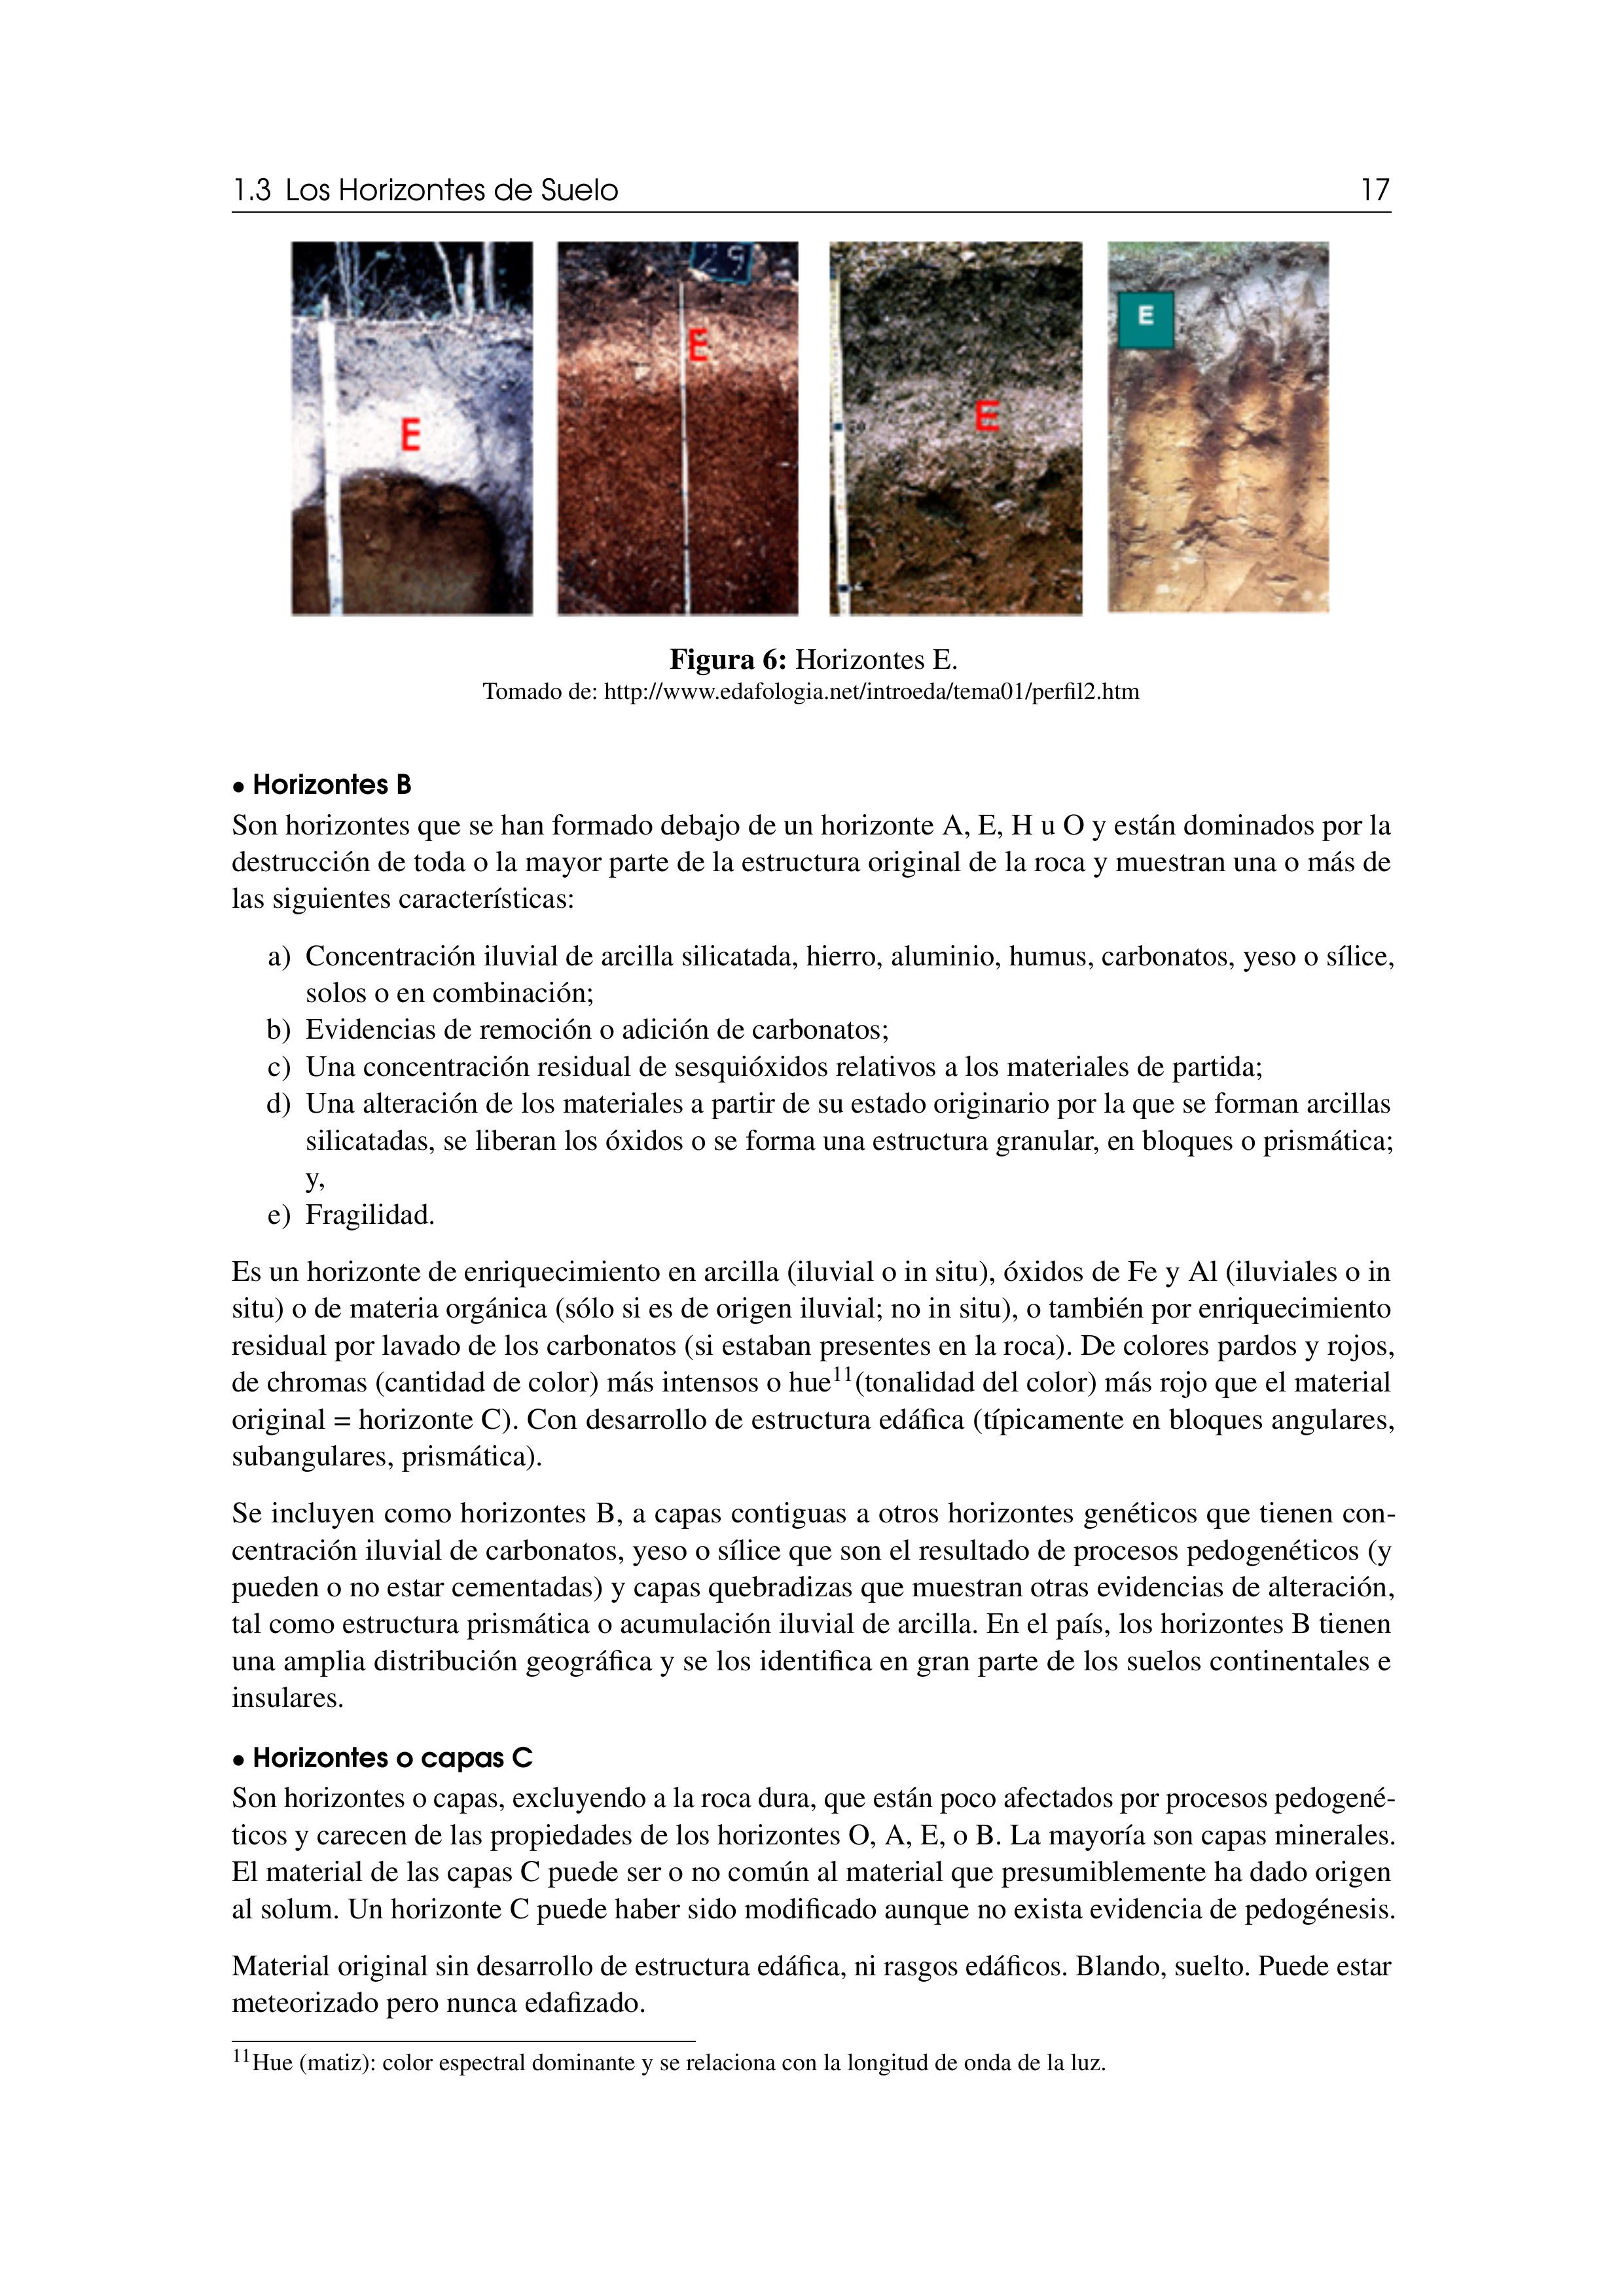 1.3 Los Horizontes de Suelo 17
E E E E
Figura 6: Horizontes E.
Tomado de: http://www.edafologia.net/introeda/tema01/perfil2.htm
• Horizontes B
Son horizontes que se han formado debajo de un horizonte A, E, H u O y están dominados por la
destrucción de toda o la mayor parte de la estructura original de la roca y muestran una o más de
las siguientes características:
a) Concentración iluvial de arcilla silicatada, hierro, aluminio, humus, carbonatos, yeso o sílice,
solos o en combinación;
b) Evidencias de remoción o adición de carbonatos;
c) Una concentración residual de sesquióxidos relativos a los materiales de partida;
d) Una alteración de los materiales a partir de su estado originario por la que se forman arcillas
silicatadas, se liberan los óxidos o se forma una estructura granular, en bloques o prismática;
y,
e) Fragilidad.
Es un horizonte de enriquecimiento en arcilla (iluvial o in situ), óxidos de Fe y Al (iluviales o in
situ) o de materia orgánica (sólo si es de origen iluvial; no in situ), o también por enriquecimiento
residual por lavado de los carbonatos (si estaban presentes en la roca). De colores pardos y rojos,
de chromas (cantidad de color) más intensos o hue11(tonalidad del color) más rojo que el material
original = horizonte C). Con desarrollo de estructura edáfica (típicamente en bloques angulares,
subangulares, prismática).
Se incluyen como horizontes B, a capas contiguas a otros horizontes genéticos que tienen con-
centración iluvial de carbonatos, yeso o sílice que son el resultado de procesos pedogenéticos (y
pueden o no estar cementadas) y capas quebradizas que muestran otras evidencias de alteración,
tal como estructura prismática o acumulación iluvial de arcilla. En el país, los horizontes B tienen
una amplia distribución geográfica y se los identifica en gran parte de los suelos continentales e
insulares.
• Horizontes o capas C
Son horizontes o capas, excluyendo a la roca dura, que están poco afectados por procesos pedogené-
ticos y carecen de las propiedades de los horizontes O, A, E, o B. La mayoría son capas minerales.
El material de las capas C puede ser o no común al material que presumiblemente ha dado origen
al solum. Un horizonte C puede haber sido modificado aunque no exista evidencia de pedogénesis.
Material original sin desarrollo de estructura edáfica, ni rasgos edáficos. Blando, suelto. Puede estar
meteorizado pero nunca edafizado.
11Hue (matiz): color espectral dominante y se relaciona con la longitud de onda de la luz.